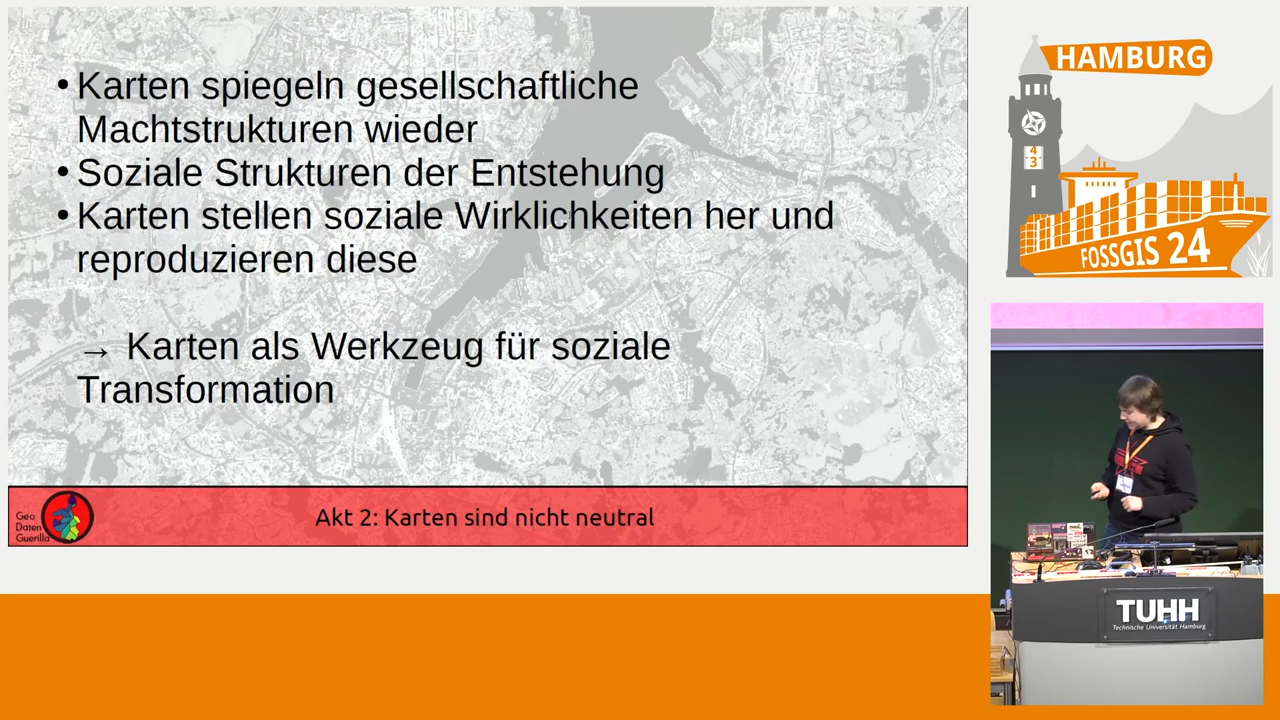 • Karten spiegeln gesellschaftliche
Machtstrukturen wieder
• Soziale Strukturen der Entstehung
• Karten stellen soziale Wirklichkeiten her und
reproduzieren diese
→ Karten als Werkzeug für soziale
Transformation
Geo
Daten
Guerilla
Akt 2: Karten sind nicht neutral
HAMBURG
4
3
FOSSGIS 24
TUHH
Technische Universität Hamburg